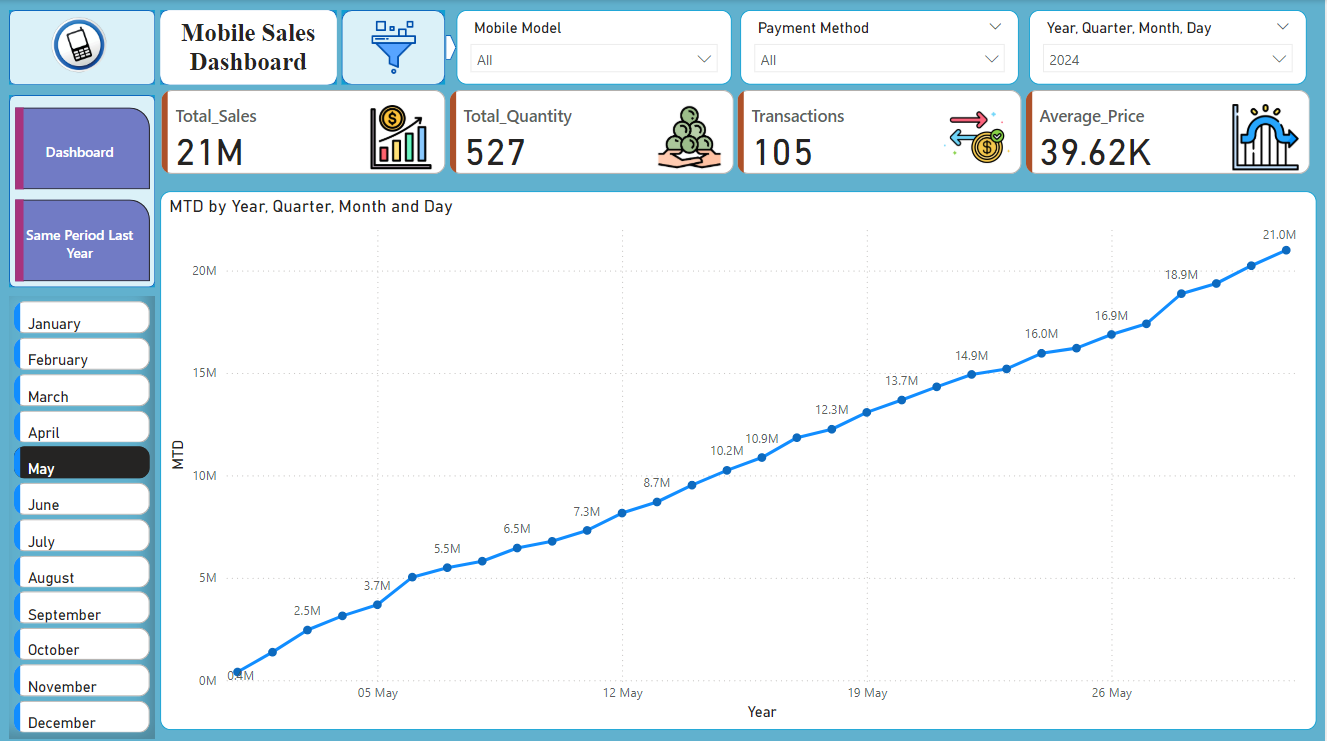 Mobile Sales
Dashboard
Mobile Model
All
Payment Method
All
Year, Quarter, Month, Day
2024
Dashboard
Same Period Last
Year
Total_Sales
21M
Total_Quantity
527
Transactions
105
Average_Price
39.62K
January
February
March
April
May
June
July
August
September
October
November
December
MTD by Year, Quarter, Month and Day
MTD
20M
15M
10M
5M
0M
0.4M
2.5M
3.7M
5.5M
6.5M
7.3M
8.7M
10.2M
10.9M
12.3M
13.7M
14.9M
16.0M
16.9M
18.9M
21.0M
05 May
12 May
19 May
26 May
Year